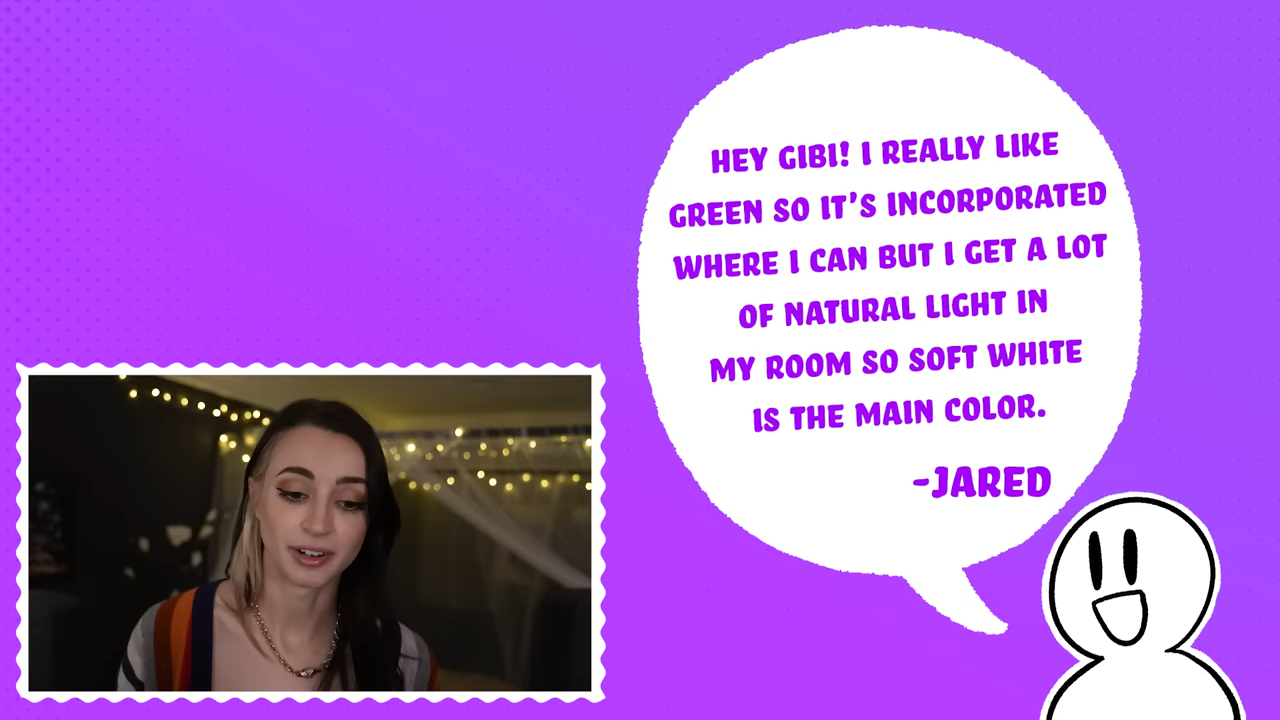 HEY GIBI! I REALLY LIKE
GREEN SO IT'S INCORPORATED
WHERE I CAN BUT I GET A LOT
OF NATURAL LIGHT IN
MY ROOM SO SOFT WHITE
IS THE MAIN COLOR.
-JARED